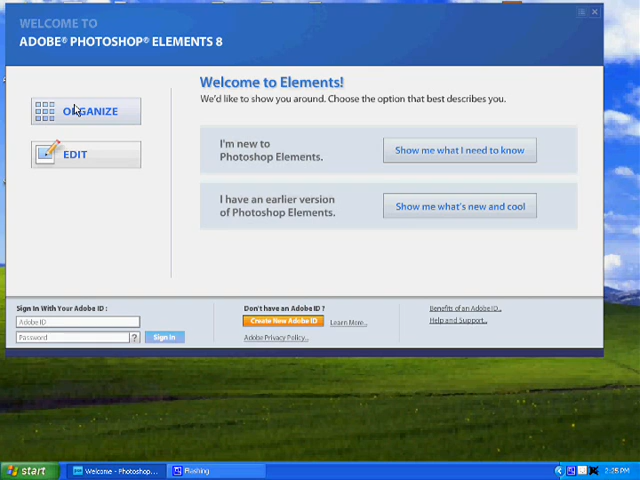 WELCOME TO
ADOBE® PHOTOSHOP® ELEMENTS 8
ORGANIZE
EDIT
Welcome to Elements!
We'd like to show you around. Choose the option that best describes you.
I'm new to
Photoshop Elements.
Show me what I need to know
I have an earlier version
of Photoshop Elements.
Show me what's new and cool
Sign In With Your Adobe ID :
Adobe ID
Password
?
Sign In
Don't have an Adobe ID ?
Create New Adobe ID
Learn More...
Adobe Privacy Policy...
Benefits of an Adobe ID...
Help and Support...
start
Welcome - Photoshop...
Flashing
2:25 PM